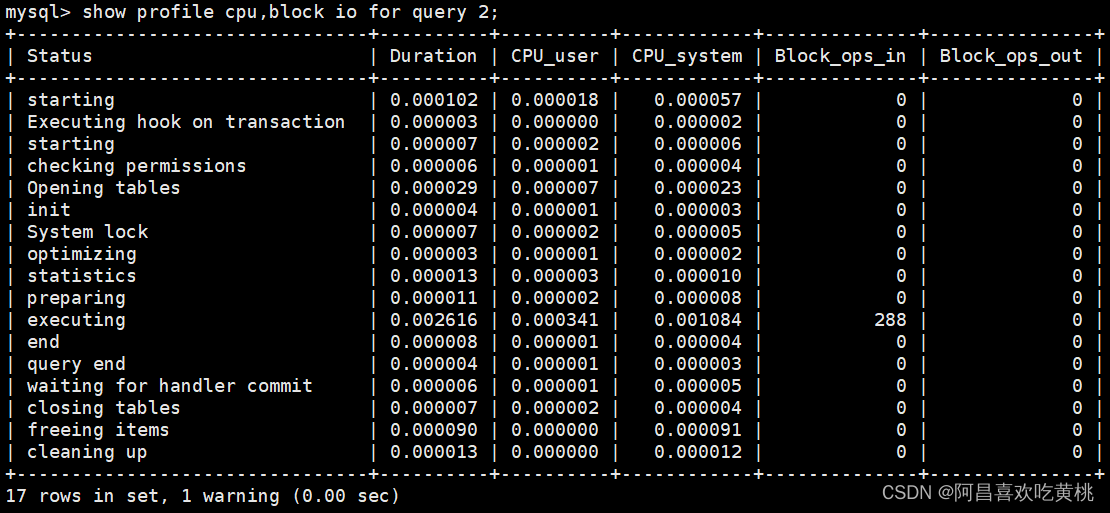 mysql> show profile cpu,block io for query 2;
+--------------------------------+----------+----------+------------+--------------+---------------+
| Status                         | Duration | CPU_user | CPU_system | Block_ops_in | Block_ops_out |
+--------------------------------+----------+----------+------------+--------------+---------------+
| starting                       | 0.000102 | 0.000018 |   0.000057 |            0 |             0 |
| Executing hook on transaction  | 0.000003 | 0.000000 |   0.000002 |            0 |             0 |
| starting                       | 0.000007 | 0.000002 |   0.000006 |            0 |             0 |
| checking permissions           | 0.000006 | 0.000001 |   0.000004 |            0 |             0 |
| Opening tables                 | 0.000029 | 0.000007 |   0.000023 |            0 |             0 |
| init                           | 0.000004 | 0.000001 |   0.000003 |            0 |             0 |
| System lock                    | 0.000007 | 0.000002 |   0.000005 |            0 |             0 |
| optimizing                     | 0.000003 | 0.000001 |   0.000002 |            0 |             0 |
| statistics                     | 0.000013 | 0.000003 |   0.000010 |            0 |             0 |
| preparing                      | 0.000011 | 0.000002 |   0.000008 |            0 |             0 |
| executing                      | 0.002616 | 0.000341 |   0.001084 |          288 |             0 |
| end                            | 0.000008 | 0.000001 |   0.000004 |            0 |             0 |
| query end                      | 0.000004 | 0.000001 |   0.000003 |            0 |             0 |
| waiting for handler commit     | 0.000006 | 0.000001 |   0.000005 |            0 |             0 |
| closing tables                 | 0.000007 | 0.000002 |   0.000004 |            0 |             0 |
| freeing items                  | 0.000090 | 0.000000 |   0.000091 |            0 |             0 |
| cleaning up                    | 0.000013 | 0.000000 |   0.000012 |            0 |             0 |
+--------------------------------+----------+----------+------------+--------------+---------------+
17 rows in set, 1 warning (0.00 sec)
CSDN @阿昌喜欢吃黄桃